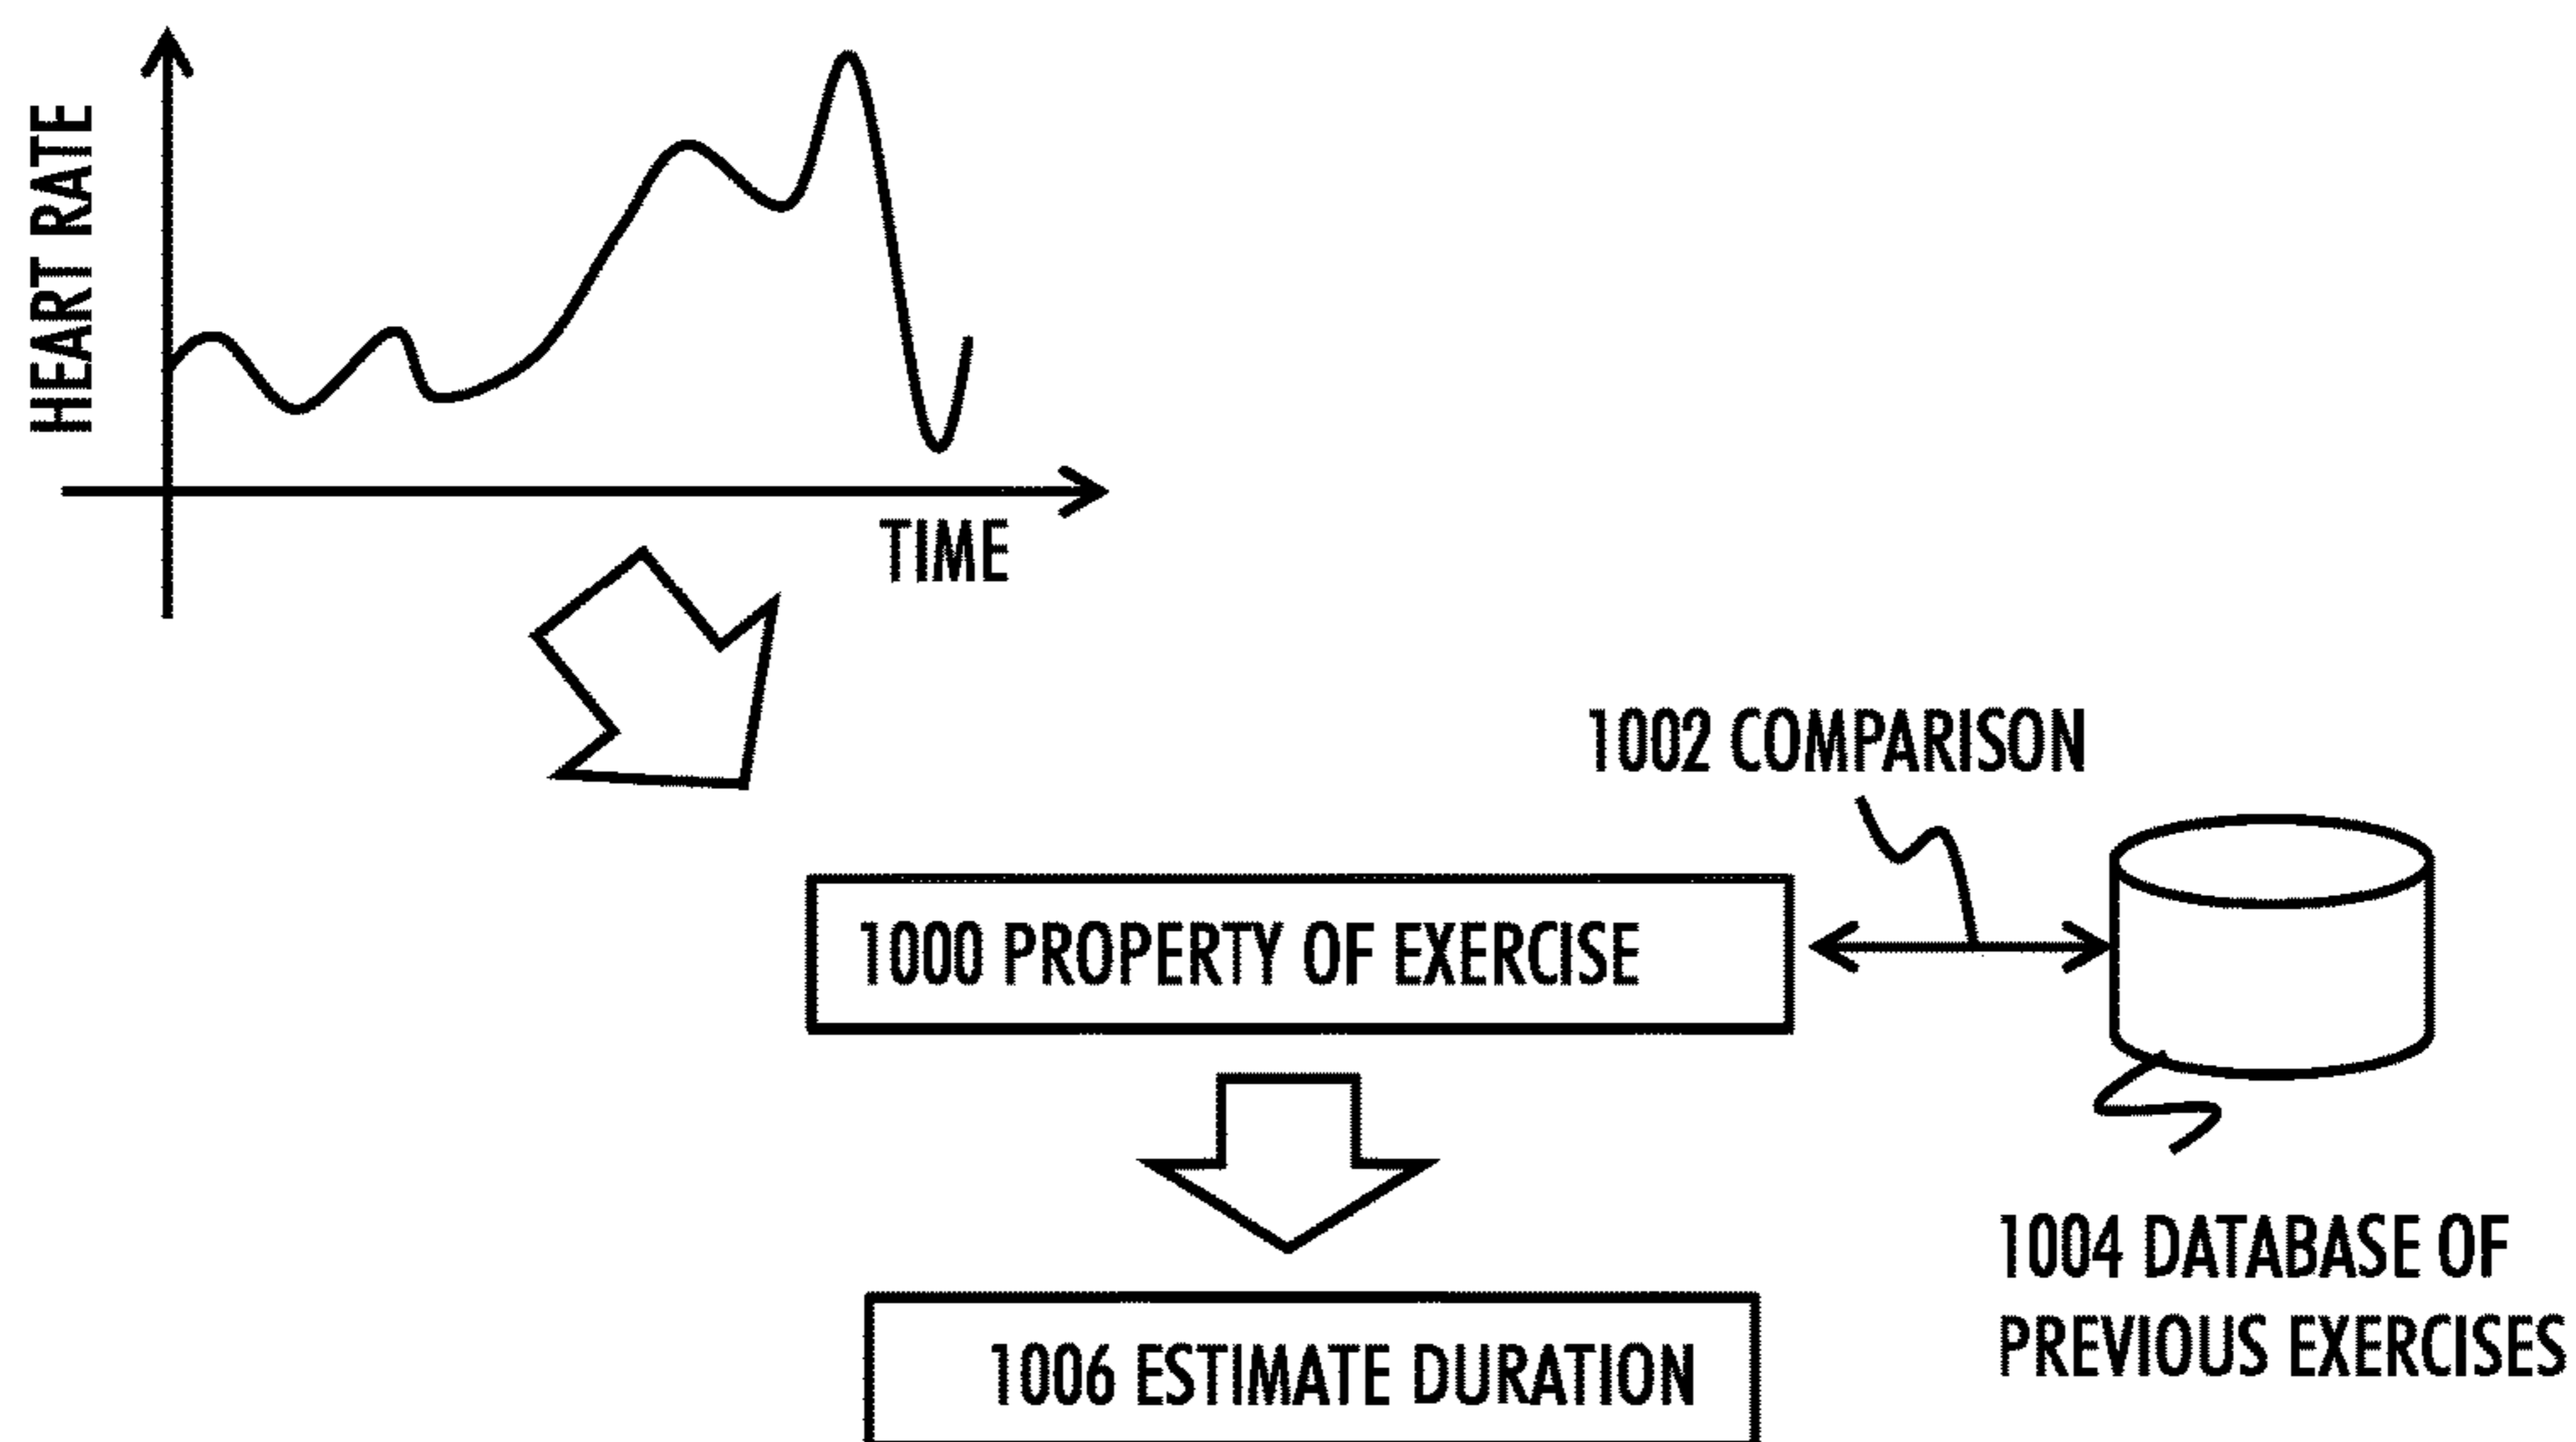 HEART RATE
TIME
1002 COMPARISON
1000 PROPERTY OF EXERCISE
1004 DATABASE OF
PREVIOUS EXERCISES
1006 ESTIMATE DURATION